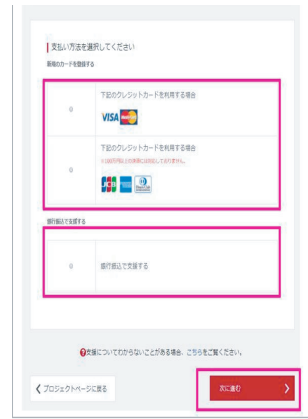 支払い方法を選択してください
新規のカードを登録する
下記のクレジットカードを利用する場合
VISA MasterCard
下記のクレジットカードを利用する場合
JCB
銀行振込で支援する
銀行振込で支援する
?支援についてわからないことがある場合、こちらをご覧ください。
プロジェクトページに戻る
次に進む